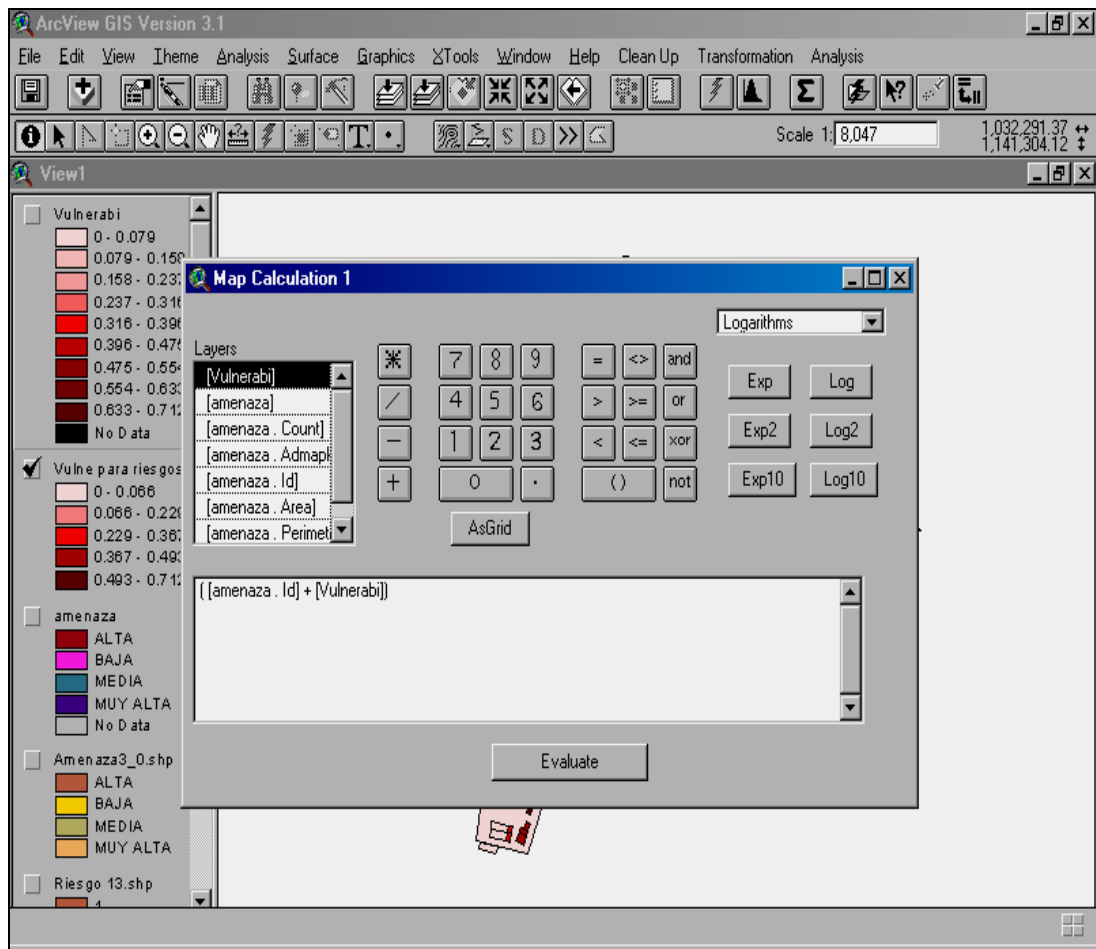 ArcView GIS Version 3.1
File Edit View Theme Analysis Surface Graphics XTools Window Help Clean Up Transformation Analysis
Scale 1: 8,047
1,032,291.37
1,141,304.12
View1
Vulnerabi
0 - 0.079
0.079 - 0.158
0.158 - 0.237
0.237 - 0.316
0.316 - 0.396
0.396 - 0.475
0.475 - 0.554
0.554 - 0.633
0.633 - 0.712
No Data
Vulne para riesgos
0 - 0.066
0.066 - 0.229
0.229 - 0.367
0.367 - 0.493
0.493 - 0.712
amenaza
ALTA
BAJA
MEDIA
MUY ALTA
No Data
Amenaza3_0.shp
ALTA
BAJA
MEDIA
MUY ALTA
Riesgo 13.shp
1
Map Calculation 1
Logarithms
Layers
[Vulnerabi]
[amenaza]
[amenaza . Count]
[amenaza . Admapl
[amenaza . Id]
[amenaza . Area]
[amenaza . Perimet
* 7 8 9 = <> and
/ 4 5 6 > >= or
- 1 2 3 < <= xor
+ 0 . ( ) not
AsGrid
Exp Log
Exp2 Log2
Exp10 Log10
( [amenaza . Id] + [Vulnerabi])
Evaluate